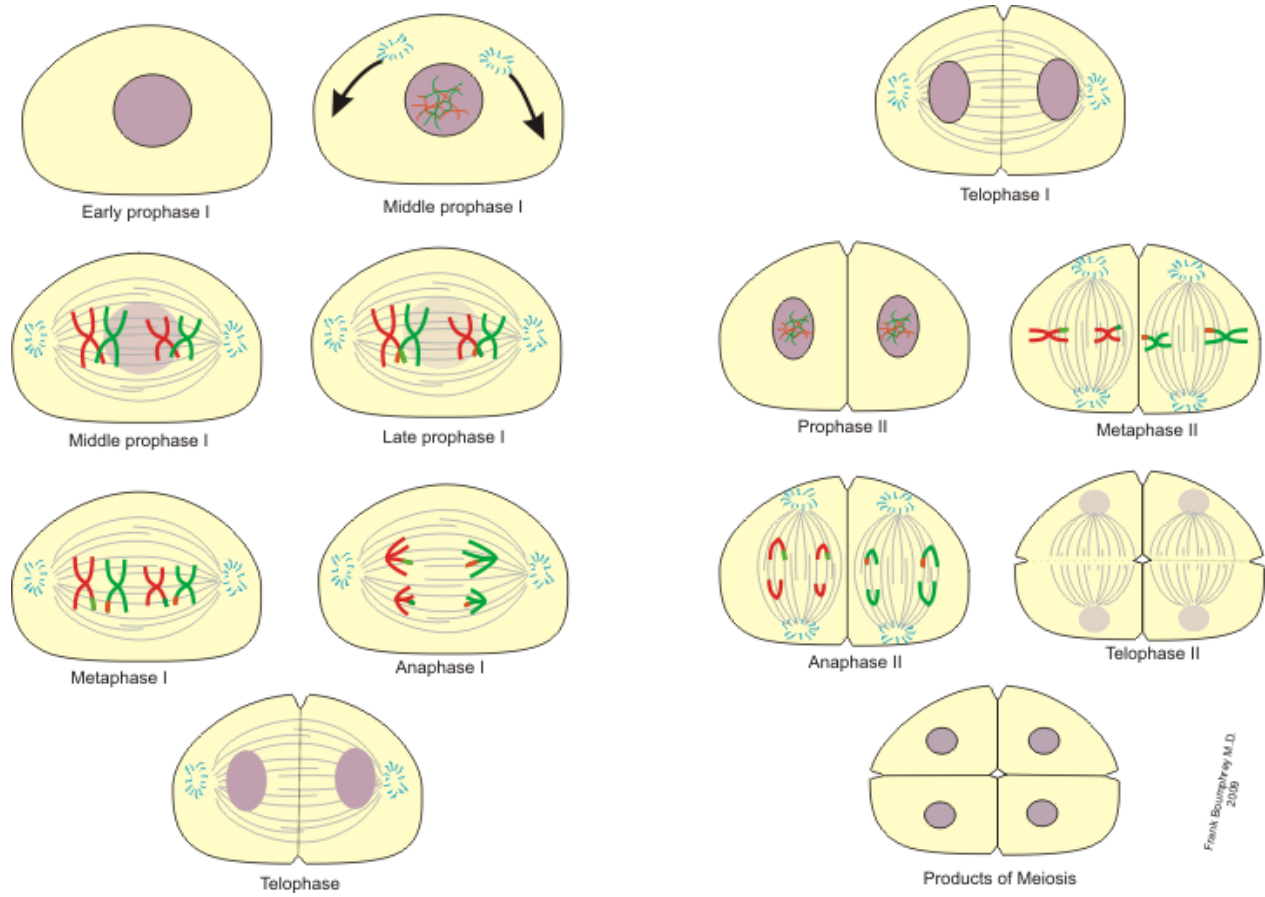 Early prophase I
Middle prophase I
Telophase I
Middle prophase I
Late prophase I
Prophase II
Metaphase II
Metaphase I
Anaphase I
Anaphase II
Telophase II
Telophase
Products of Meiosis
Frank Boumphrey M.D.
2009